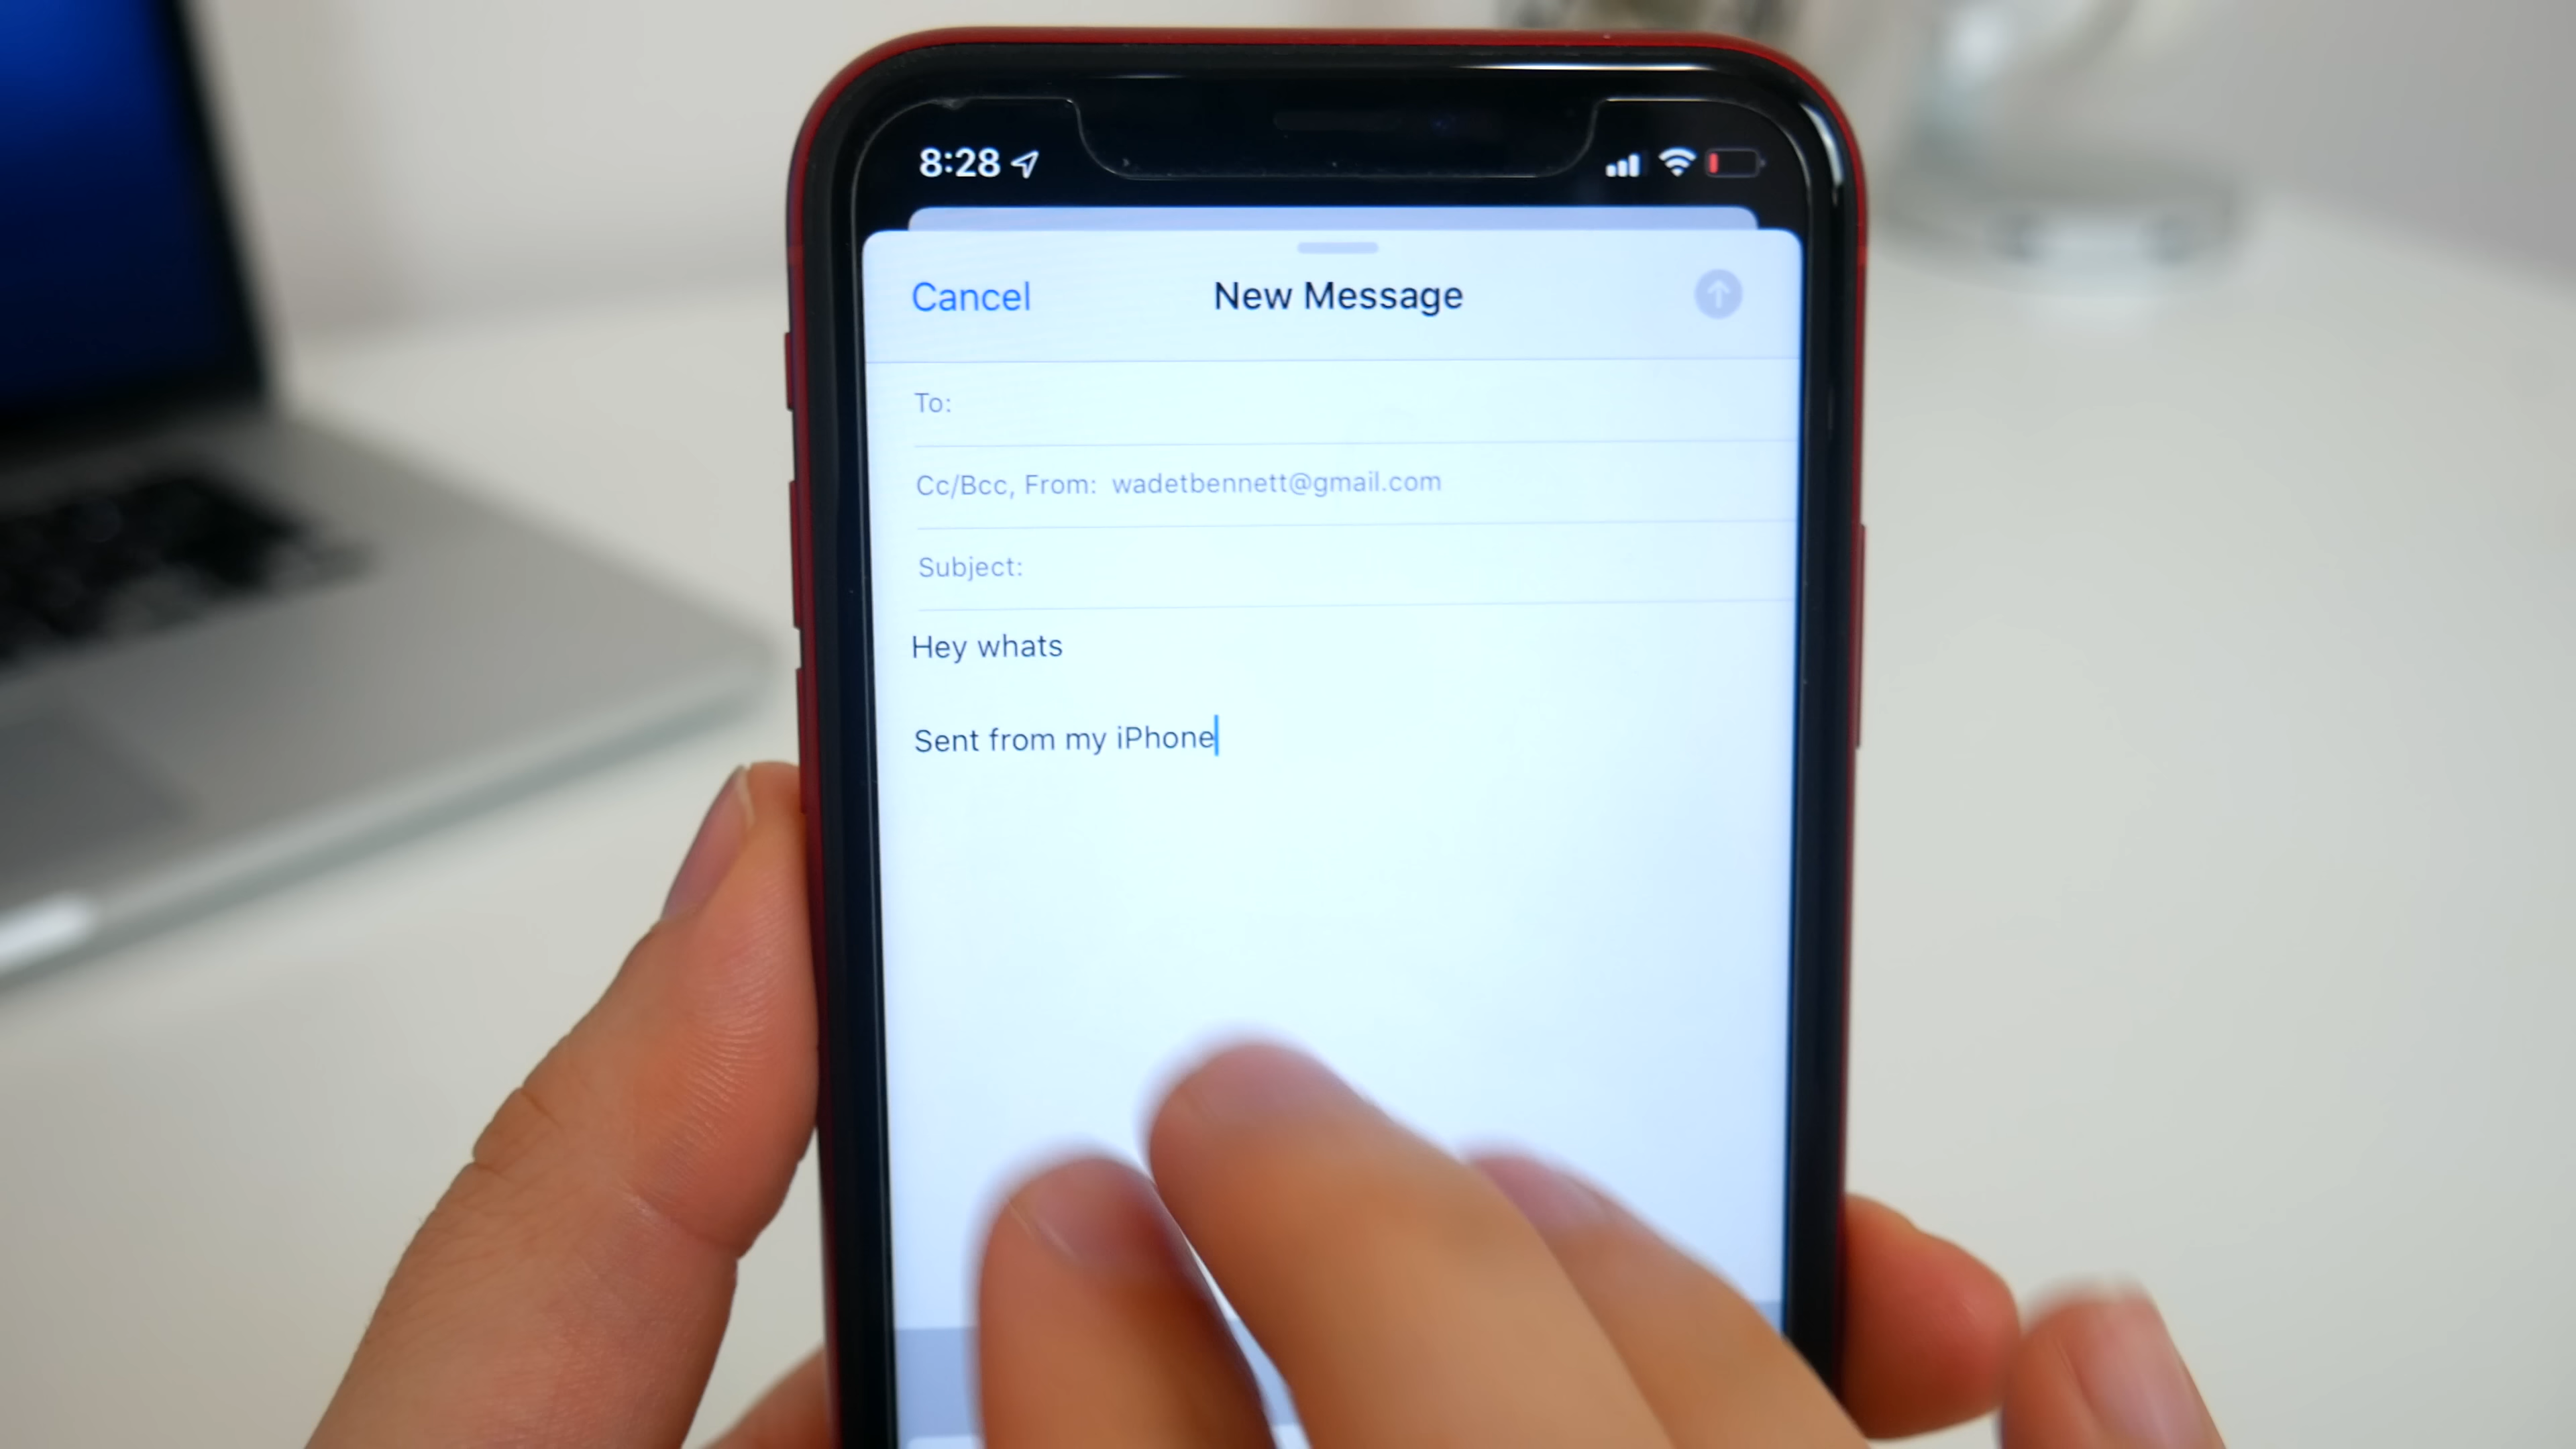 8:28
Cancel New Message
To:
Cc/Bcc, From: wadetbennett@gmail.com
Subject:
Hey whats
Sent from my iPhone